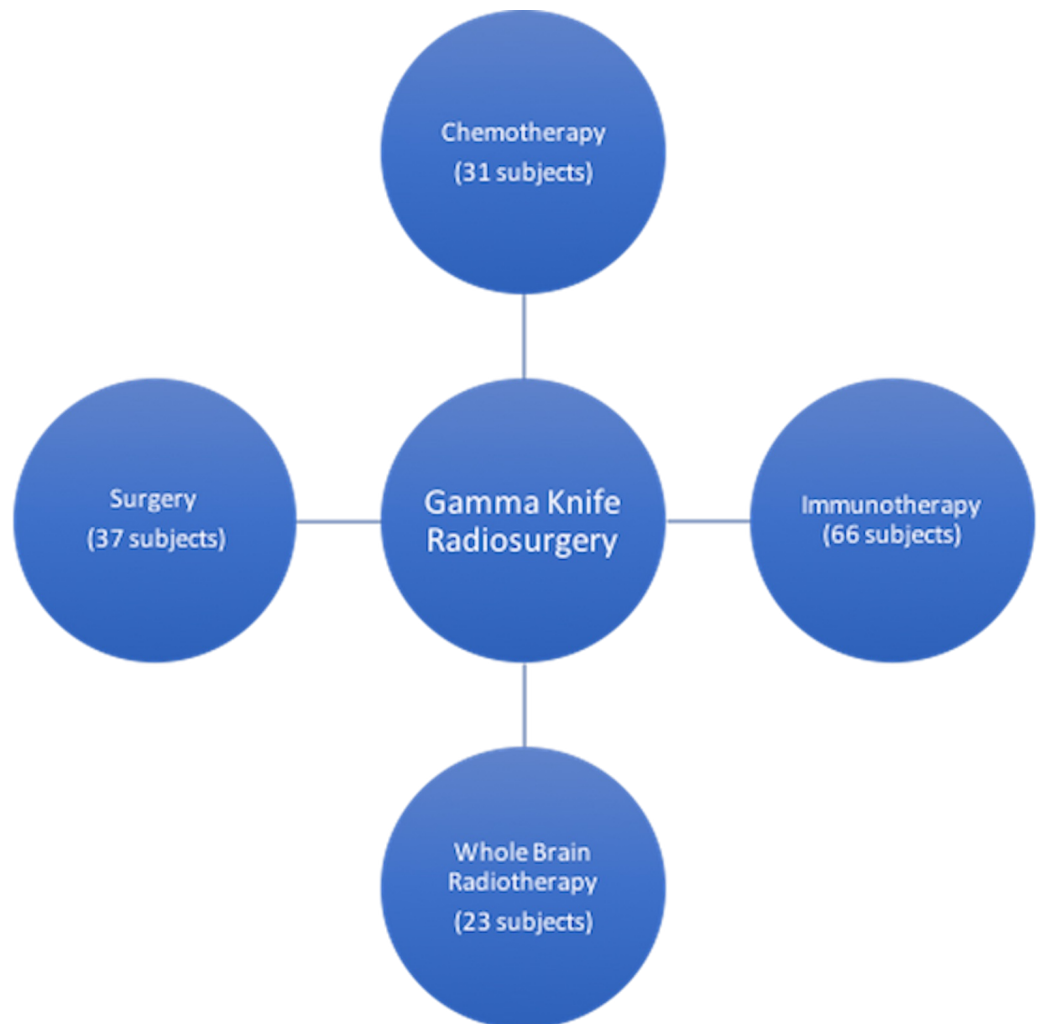 Chemotherapy
(31 subjects)
Surgery
(37 subjects)
Gamma Knife
Radiosurgery
Immunotherapy
(66 subjects)
Whole Brain
Radiotherapy
(23 subjects)